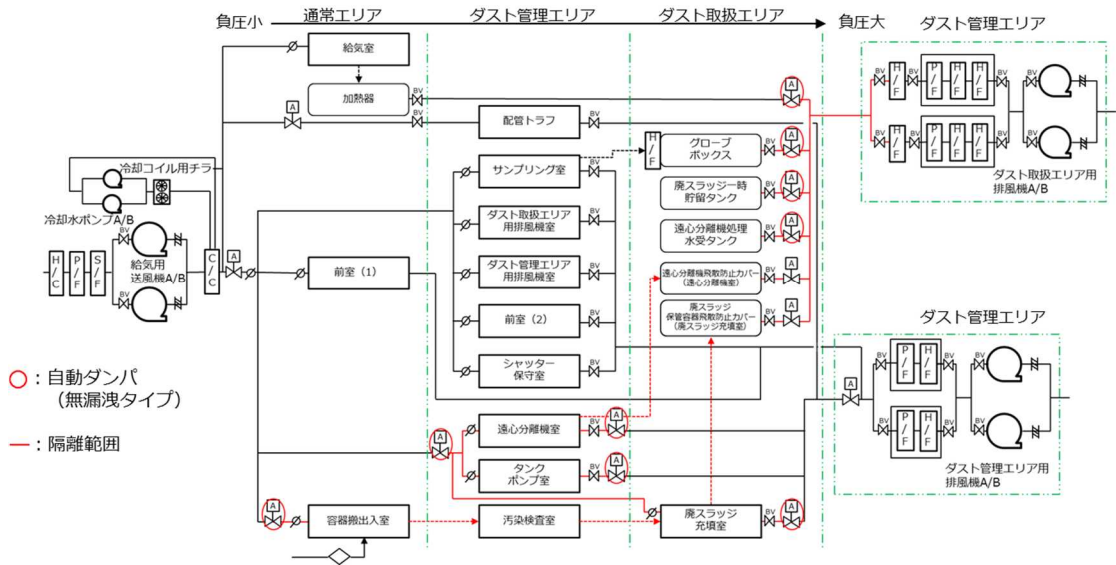 負圧小
通常エリア
ダスト管理エリア
ダスト取扱エリア
負圧大
ダスト管理エリア
給気室
加熱器
BV
A
BV
配管トラフ
BV
A
H/F
グローブ
ボックス
BV
A
サンプリング室
BV
廃スラッジ一時
貯留タンク
BV
A
ダスト取扱エリア
用排風機室
BV
遠心分離機処理
水受タンク
BV
A
ダスト管理エリア
用排風機室
BV
遠心分離機飛散防止カバー
（遠心分離機室）
BV
A
前室（2）
BV
廃スラッジ
保管容器飛散防止カバー
（廃スラッジ充填室）
BV
A
シャッター
保守室
BV
冷却コイル用チラー
冷却水ポンプA/B
H/C
P/F
S/F
BV
給気用
送風機A/B
BV
C/C
A
前室（1）
A
遠心分離機室
BV
A
タンク
ポンプ室
BV
A
A
容器搬出入室
汚染検査室
廃スラッジ
充填室
BV
A
BV
H/F
BV
P/F
H/F
H/F
BV
BV
BV
H/F
BV
P/F
H/F
H/F
BV
BV
ダスト取扱エリア用
排風機A/B
ダスト管理エリア
A
BV
P/F
H/F
BV
BV
BV
P/F
H/F
BV
BV
ダスト管理エリア用
排風機A/B
：自動ダンパ
（無漏洩タイプ）
：隔離範囲